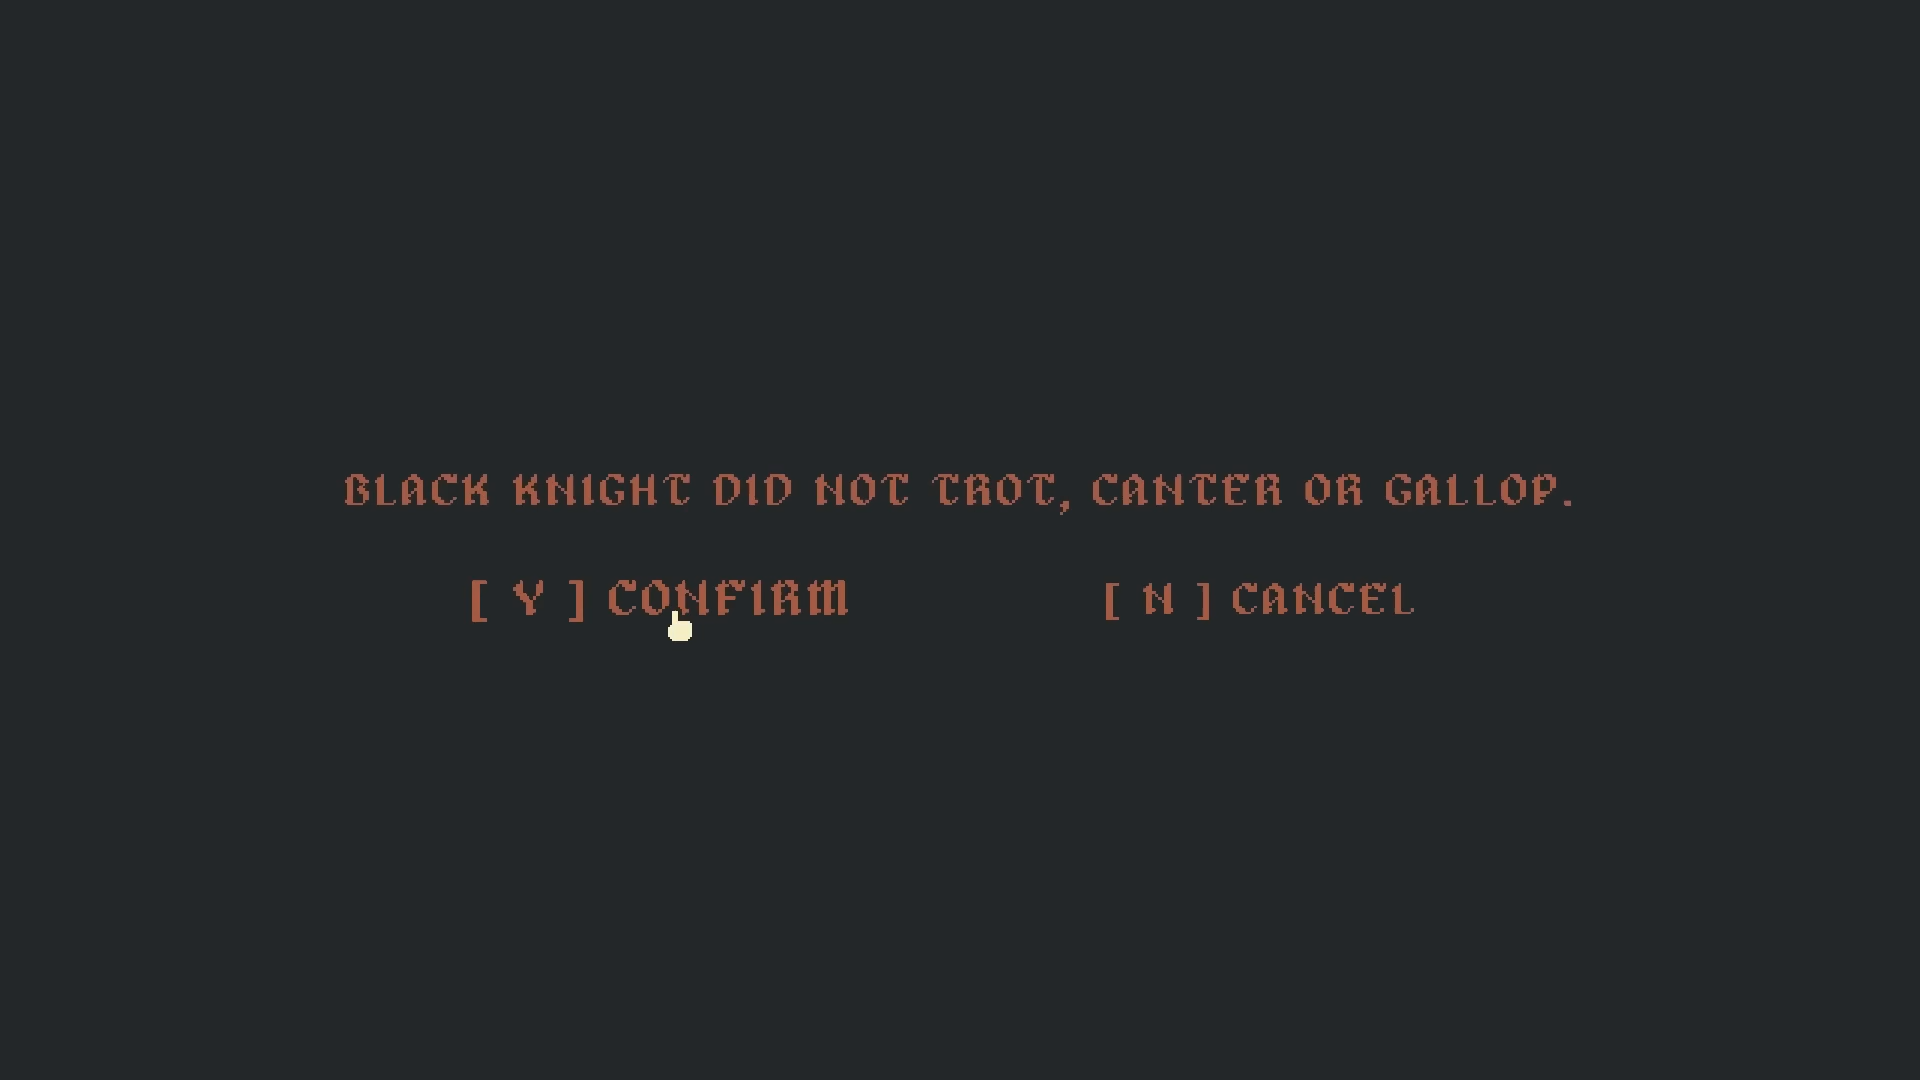 BLACK KNIGHT DID NOT TROT, CANTER OR GALLOP.
[ Y ] CONFIRM [ N ] CANCEL